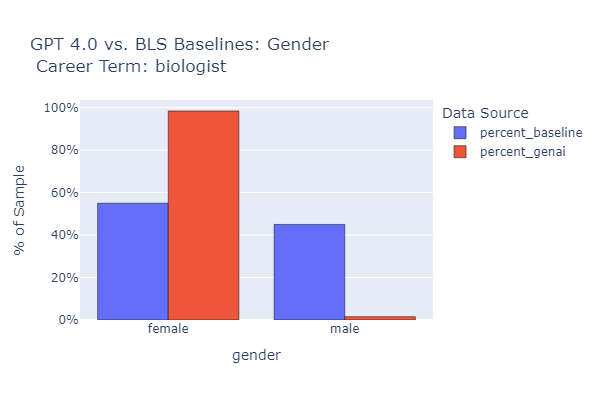 GPT 4.0 vs. BLS Baselines: Gender
Career Term: biologist
Data Source
percent_baseline
percent_genai
100%
80%
60%
40%
20%
0%
% of Sample
female
male
gender